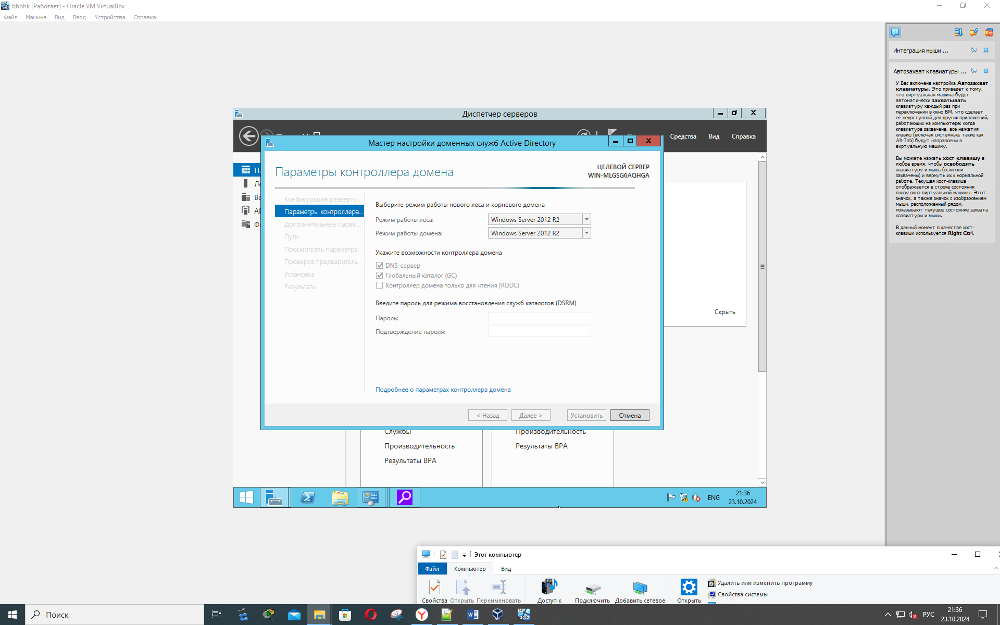 bhhhk [Работает] - Oracle VM VirtualBox
Файл Машина Вид Ввод Устройства Справка
Интеграция мыши ...
Автозахват клавиатуры ...
У Вас включена настройка Автозахват
клавиатуры. Это приведет к тому,
что виртуальная машина будет
автоматически захватывать
клавиатуру каждый раз при
переключении в окно ВМ, что сделает
её недоступной для других приложений,
работающих на компьютере: когда
клавиатура захвачена, все нажатия
клавиш (включая системные, такие как
Alt-Tab) будут направлены в
виртуальную машину.
Вы можете нажать хост-клавишу в
любое время, чтобы освободить
клавиатуру и мышь (если они
захвачены) и вернуть их к нормальной
работе. Текущая хост-клавиша
отображается в строке состояния
внизу окна виртуальной машины. Этот
значок, а также значок с изображением
мыши, расположенный рядом,
показывают текущее состояние захвата
клавиатуры и мыши.
В данный момент в качестве хост-
клавиши используется Right Ctrl.
Диспетчер серверов
Средства Вид Справка
Мастер настройки доменных служб Active Directory
Параметры контроллера домена
ЦЕЛЕВОЙ СЕРВЕР
WIN-MLGSG6AQHGA
Конфигурация разверты...
Параметры контроллера...
Дополнительные парам...
Пути
Просмотреть параметры
Проверка предваритель...
Установка
Результаты
Выберите режим работы нового леса и корневого домена
Режим работы леса: Windows Server 2012 R2
Режим работы домена: Windows Server 2012 R2
Укажите возможности контроллера домена
DNS-сервер
Глобальный каталог (GC)
Контроллер домена только для чтения (RODC)
Введите пароль для режима восстановления служб каталогов (DSRM)
Пароль:
Подтверждение пароля:
Подробнее о параметрах контроллера домена
< Назад Далее > Установить Отмена
Скрыть
Службы
Производительность
Результаты BPA
Производительность
Результаты BPA
ENG
21:36
23.10.2024
Этот компьютер
Файл Компьютер Вид
Свойства Открыть Переименовать
Доступ к Подключить Добавить сетевое
Открыть
Удалить или изменить программу
Свойства системы
Поиск
РУС
21:36
23.10.2024